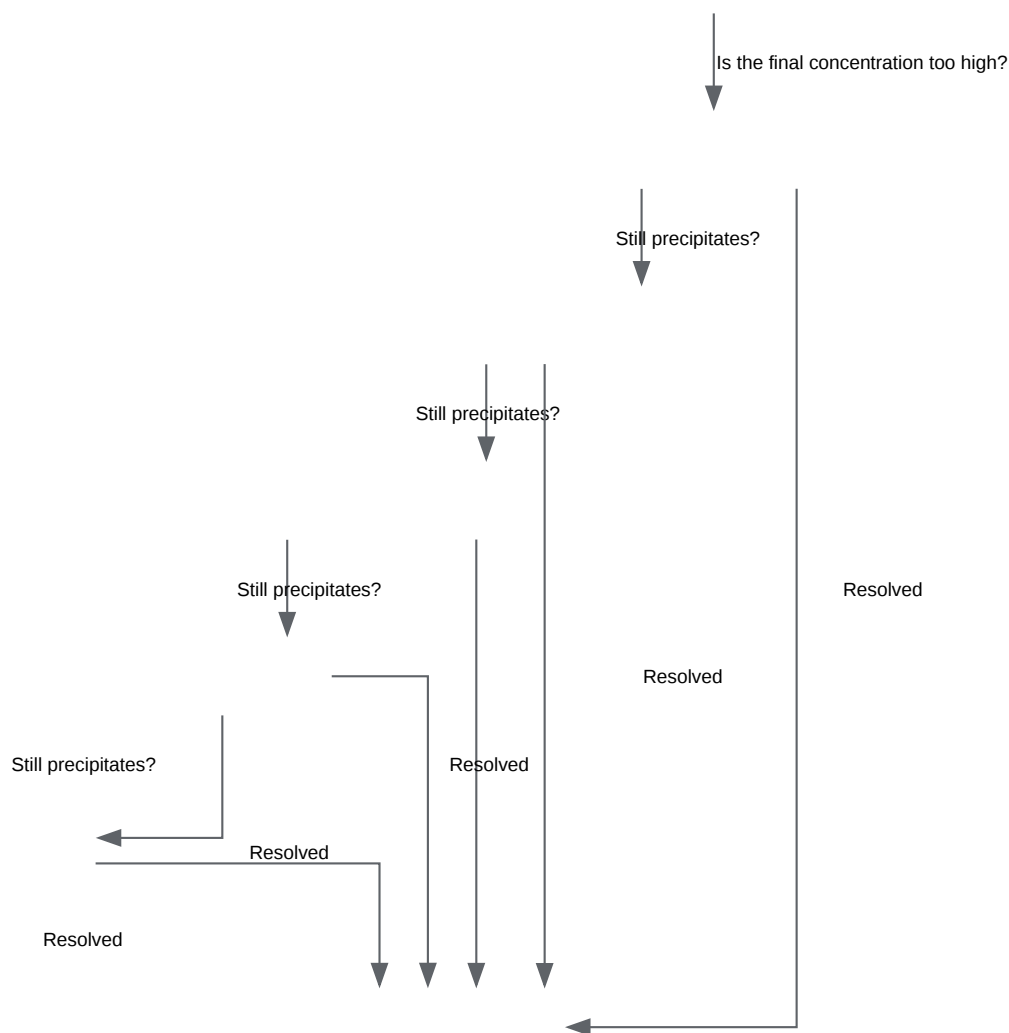 Is the final concentration too high?
Still precipitates?
Still precipitates?
Still precipitates?
Resolved
Resolved
Still precipitates?
Resolved
Resolved
Resolved